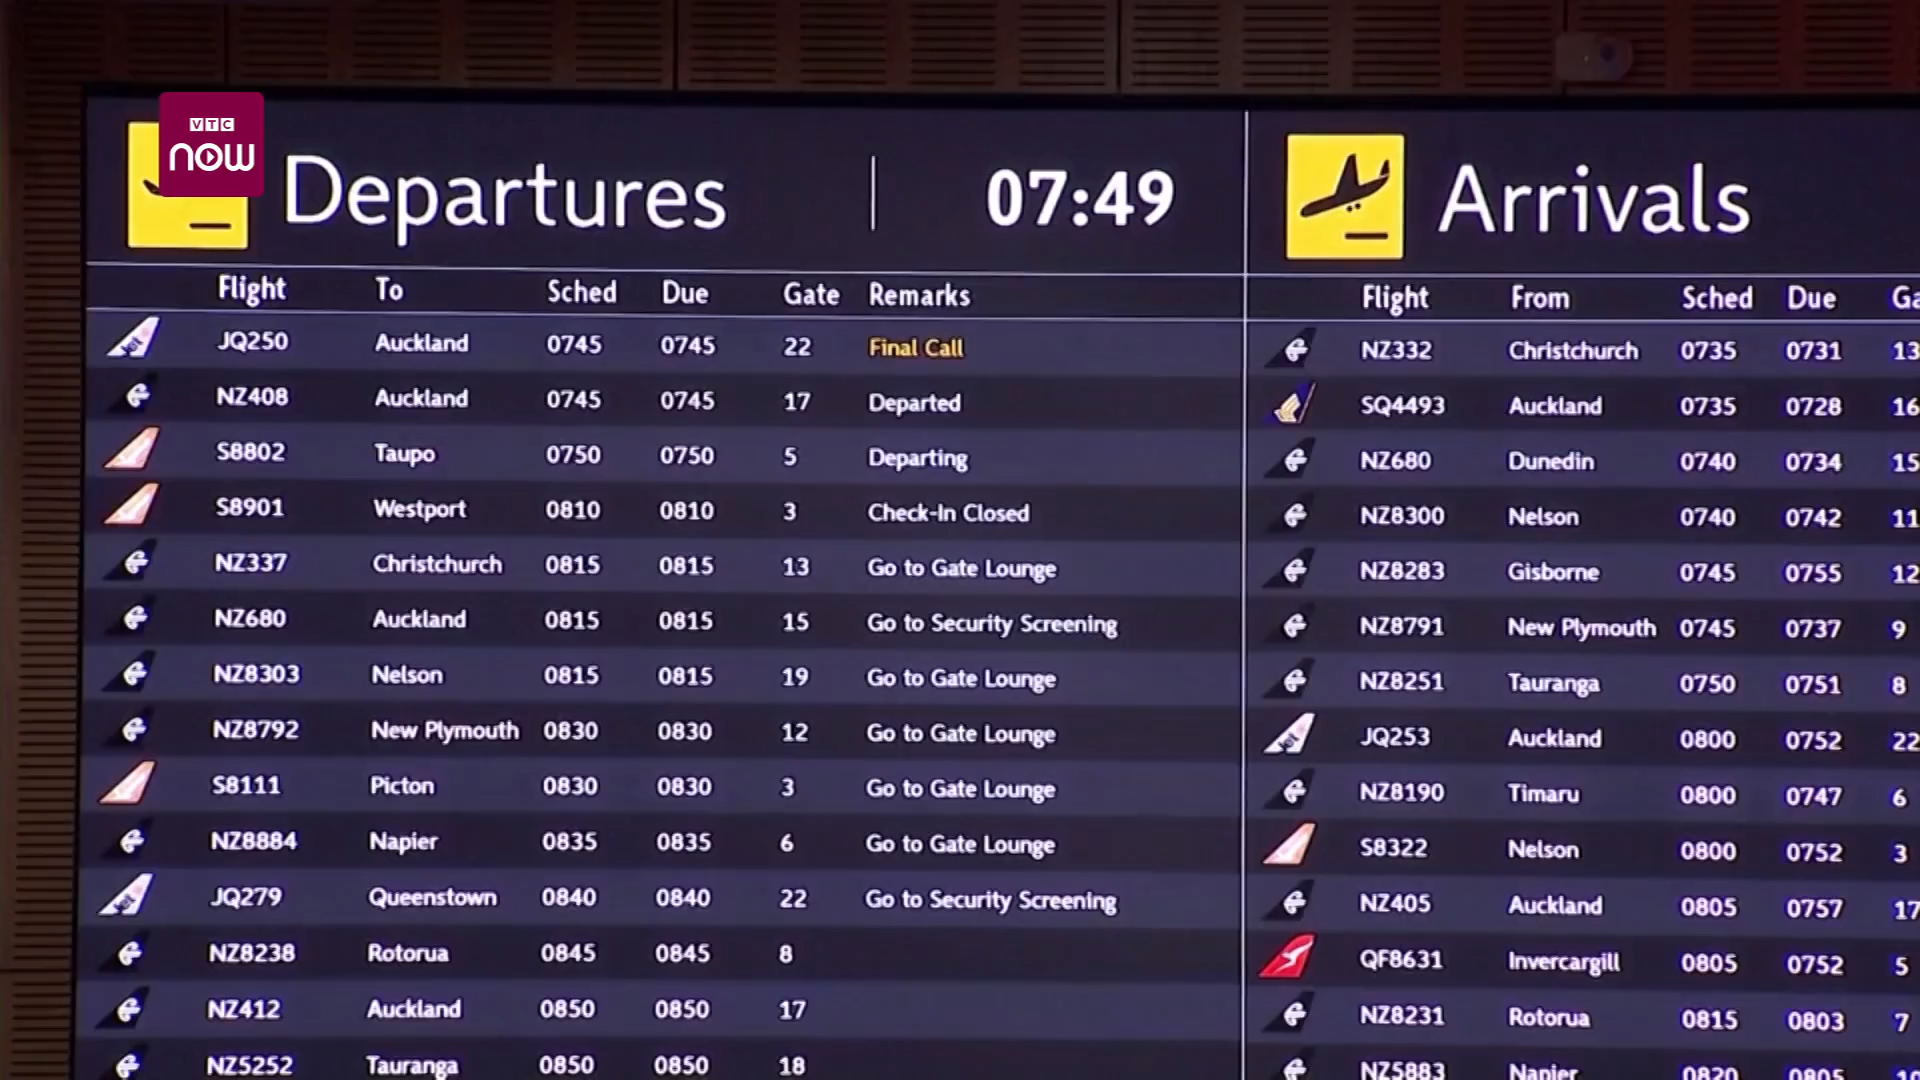 VTC
now
Departures 07:49
Flight To Sched Due Gate Remarks
JQ250 Auckland 0745 0745 22 Final Call
NZ408 Auckland 0745 0745 17 Departed
S8802 Taupo 0750 0750 5 Departing
S8901 Westport 0810 0810 3 Check-In Closed
NZ337 Christchurch 0815 0815 13 Go to Gate Lounge
NZ680 Auckland 0815 0815 15 Go to Security Screening
NZ8303 Nelson 0815 0815 19 Go to Gate Lounge
NZ8792 New Plymouth 0830 0830 12 Go to Gate Lounge
S8111 Picton 0830 0830 3 Go to Gate Lounge
NZ8884 Napier 0835 0835 6 Go to Gate Lounge
JQ279 Queenstown 0840 0840 22 Go to Security Screening
NZ8238 Rotorua 0845 0845 8
NZ412 Auckland 0850 0850 17
NZ5252 Tauranga 0850 0850 18
Arrivals
Flight From Sched Due Ga
NZ332 Christchurch 0735 0731 13
SQ4493 Auckland 0735 0728 16
NZ680 Dunedin 0740 0734 15
NZ8300 Nelson 0740 0742 11
NZ8283 Gisborne 0745 0755 12
NZ8791 New Plymouth 0745 0737 9
NZ8251 Tauranga 0750 0751 8
JQ253 Auckland 0800 0752 22
NZ8190 Timaru 0800 0747 6
S8322 Nelson 0800 0752 3
NZ405 Auckland 0805 0757 17
QF8631 Invercargill 0805 0752 5
NZ8231 Rotorua 0815 0803 7
NZ5883 Napier 0820 0805 10